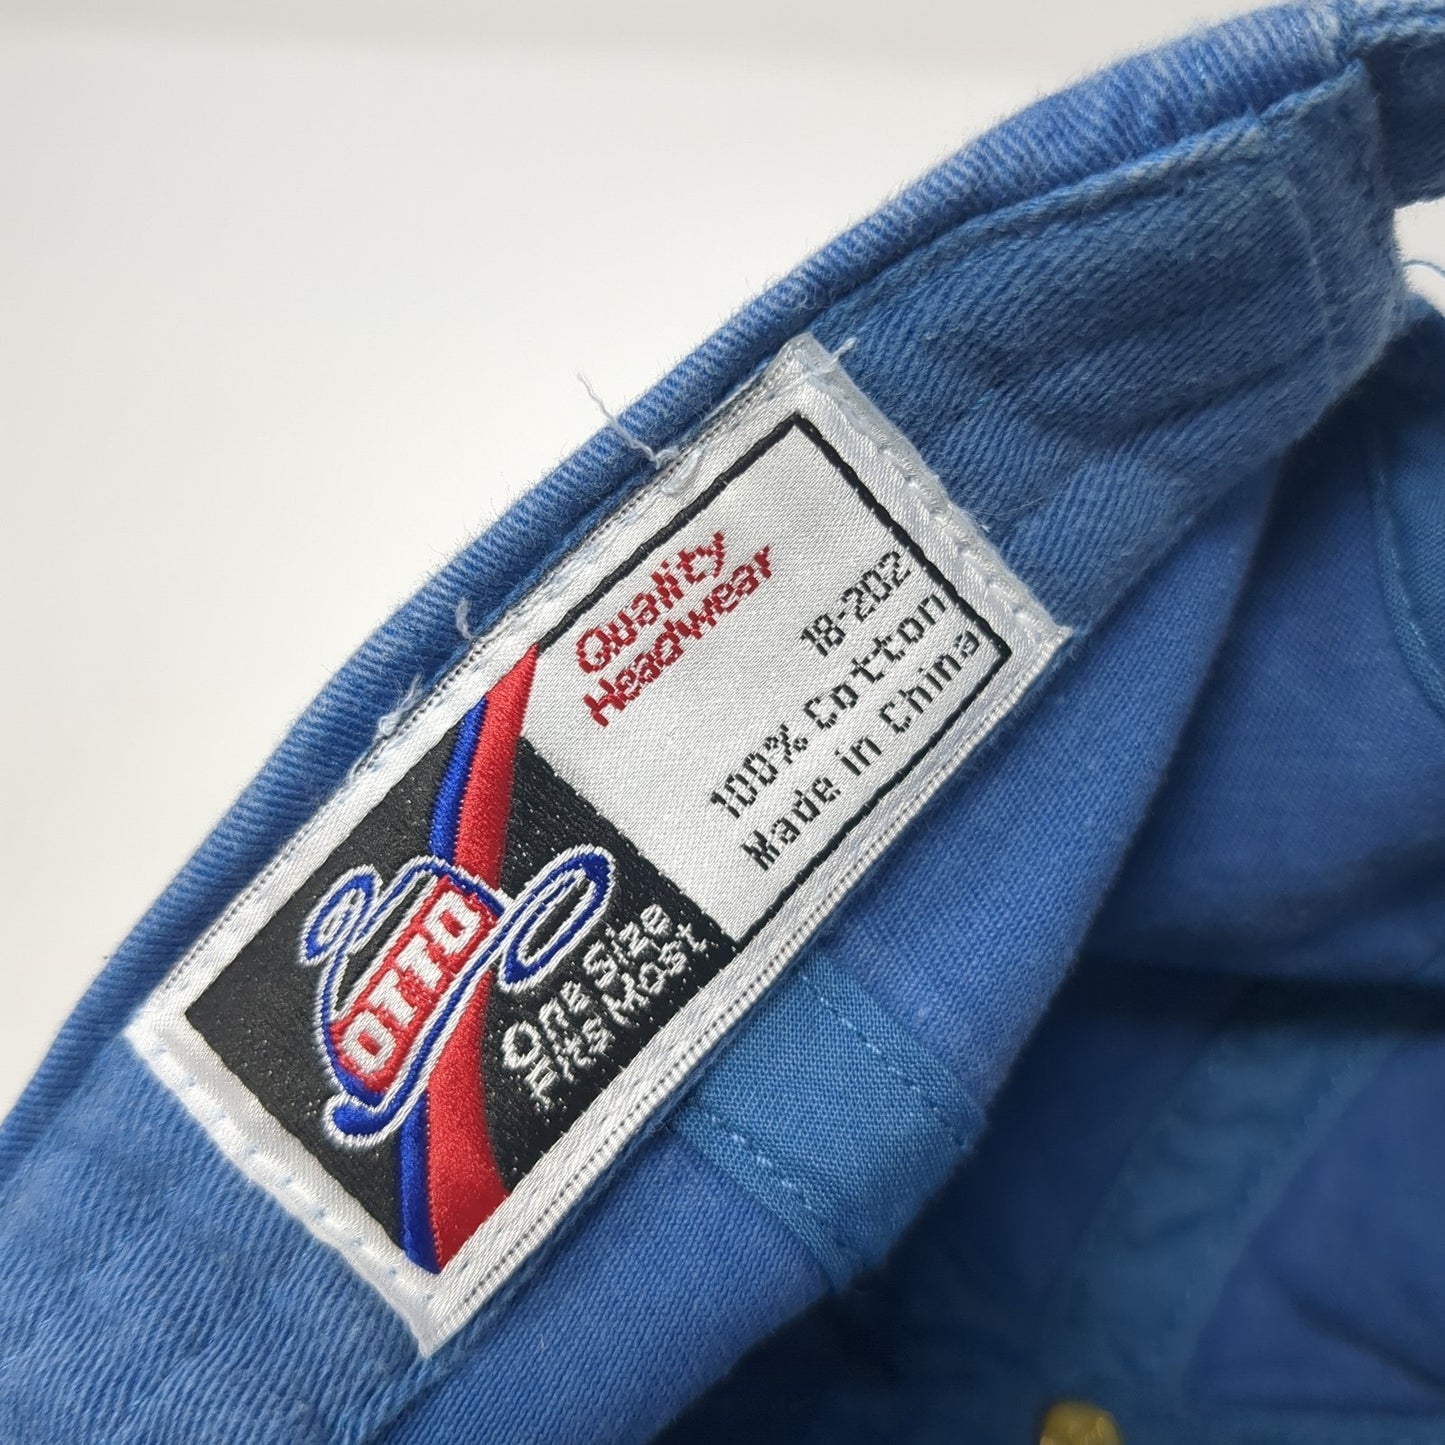 Quality
Headwear
18-202
100% Cotton
Made in China
OTTO
One Size
Fits Most